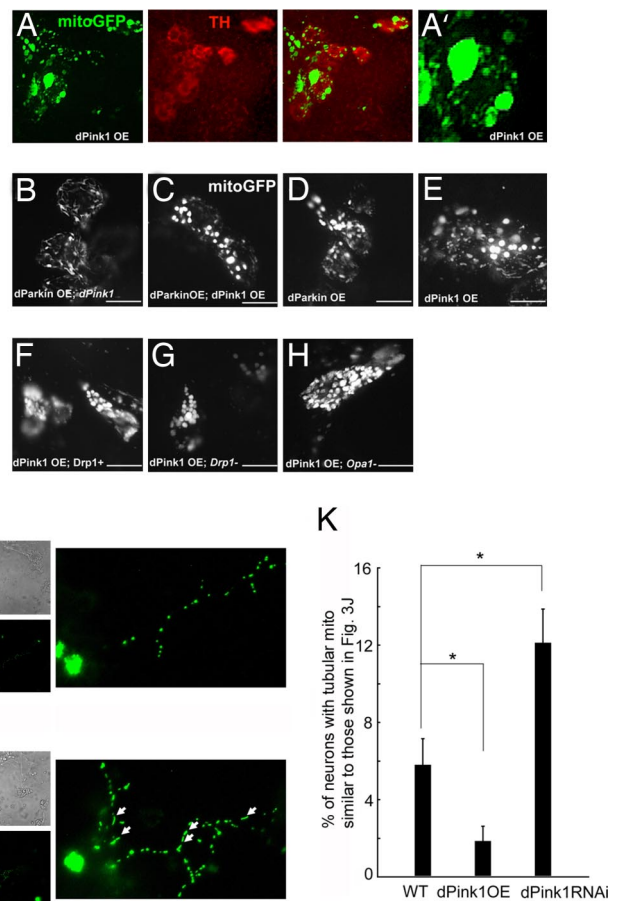 A
mitoGFP
dPink1 OE
TH
A'
dPink1 OE
B
dParkin OE; dPink1
C
mitoGFP
dParkinOE; dPink1 OE
D
dParkin OE
E
dPink1 OE
F
dPink1 OE; Drp1+
G
dPink1 OE; Drp1-
H
dPink1 OE; Opa1-
K
% of neurons with tubular mito
similar to those shown in Fig. 3J
16
12
8
4
0
*
*
WT
dPink1OE
dPink1RNAi